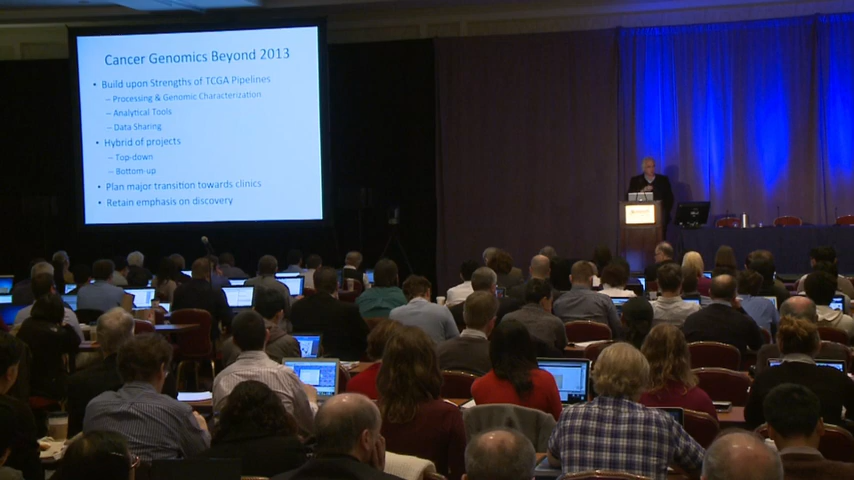 Cancer Genomics Beyond 2013
• Build upon Strengths of TCGA Pipelines
– Processing & Genomic Characterization
– Analytical Tools
– Data Sharing
• Hybrid of projects
– Top-down
– Bottom-up
• Plan major transition towards clinics
• Retain emphasis on discovery